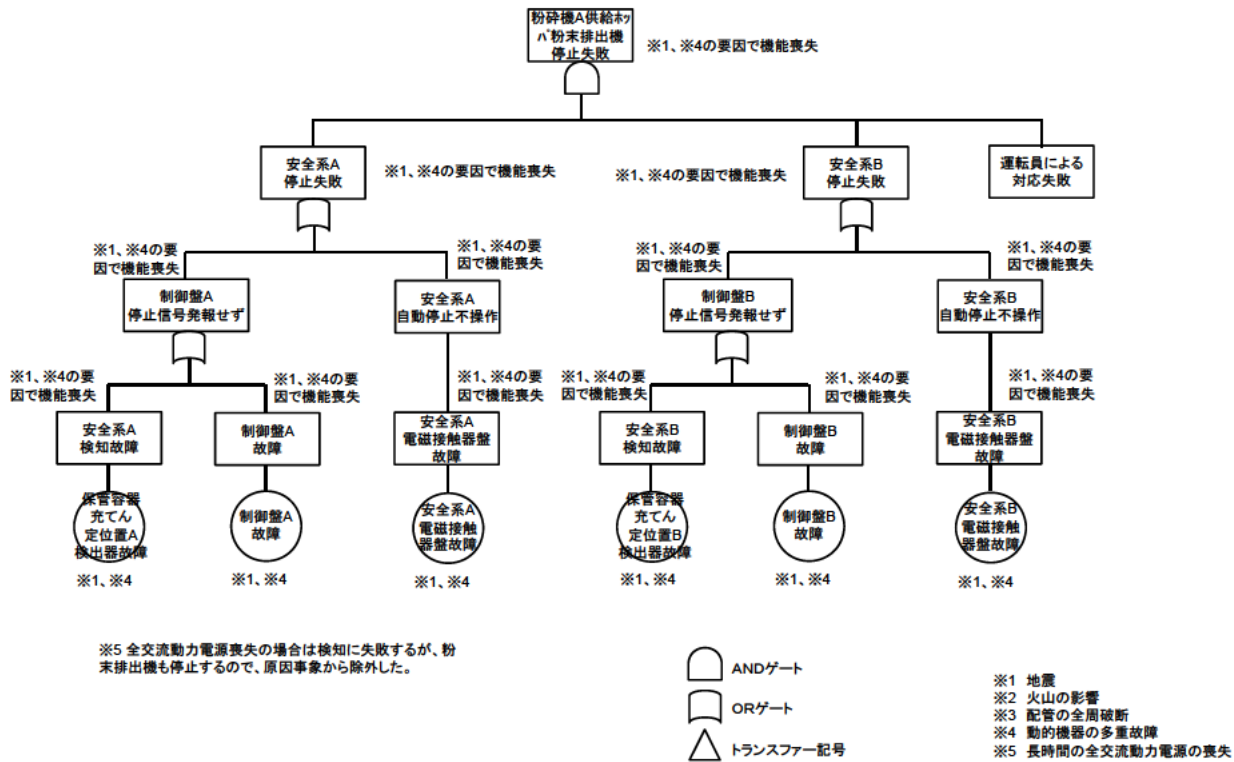 粉砕機A供給ホッ
パ粉末排出機
停止失敗
※1、※4の要因で機能喪失
安全系A
停止失敗
※1、※4の要因で機能喪失
※1、※4の要因で機能喪失
安全系B
停止失敗
運転員による
対応失敗
※1、※4の要
因で機能喪失
※1、※4の要
因で機能喪失
※1、※4の要
因で機能喪失
※1、※4の要
因で機能喪失
制御盤A
停止信号発報せず
安全系A
自動停止不操作
制御盤B
停止信号発報せず
安全系B
自動停止不操作
※1、※4の要
因で機能喪失
※1、※4の要
因で機能喪失
※1、※4の要
因で機能喪失
※1、※4の要
因で機能喪失
※1、※4の要
因で機能喪失
※1、※4の要
因で機能喪失
安全系A
検知故障
制御盤A
故障
安全系A
電磁接触器盤
故障
安全系B
検知故障
制御盤B
故障
安全系B
電磁接触器盤
故障
保管容器
充てん
定位置A
検出器故障
制御盤A
故障
安全系A
電磁接触
器盤故障
保管容器
充てん
定位置B
検出器故障
制御盤B
故障
安全系B
電磁接触
器盤故障
※1、※4
※1、※4
※1、※4
※1、※4
※1、※4
※1、※4
※5 全交流動力電源喪失の場合は検知に失敗するが、粉
末排出機も停止するので、原因事象から除外した。
ANDゲート
ORゲート
トランスファー記号
※1 地震
※2 火山の影響
※3 配管の全周破断
※4 動的機器の多重故障
※5 長時間の全交流動力電源の喪失